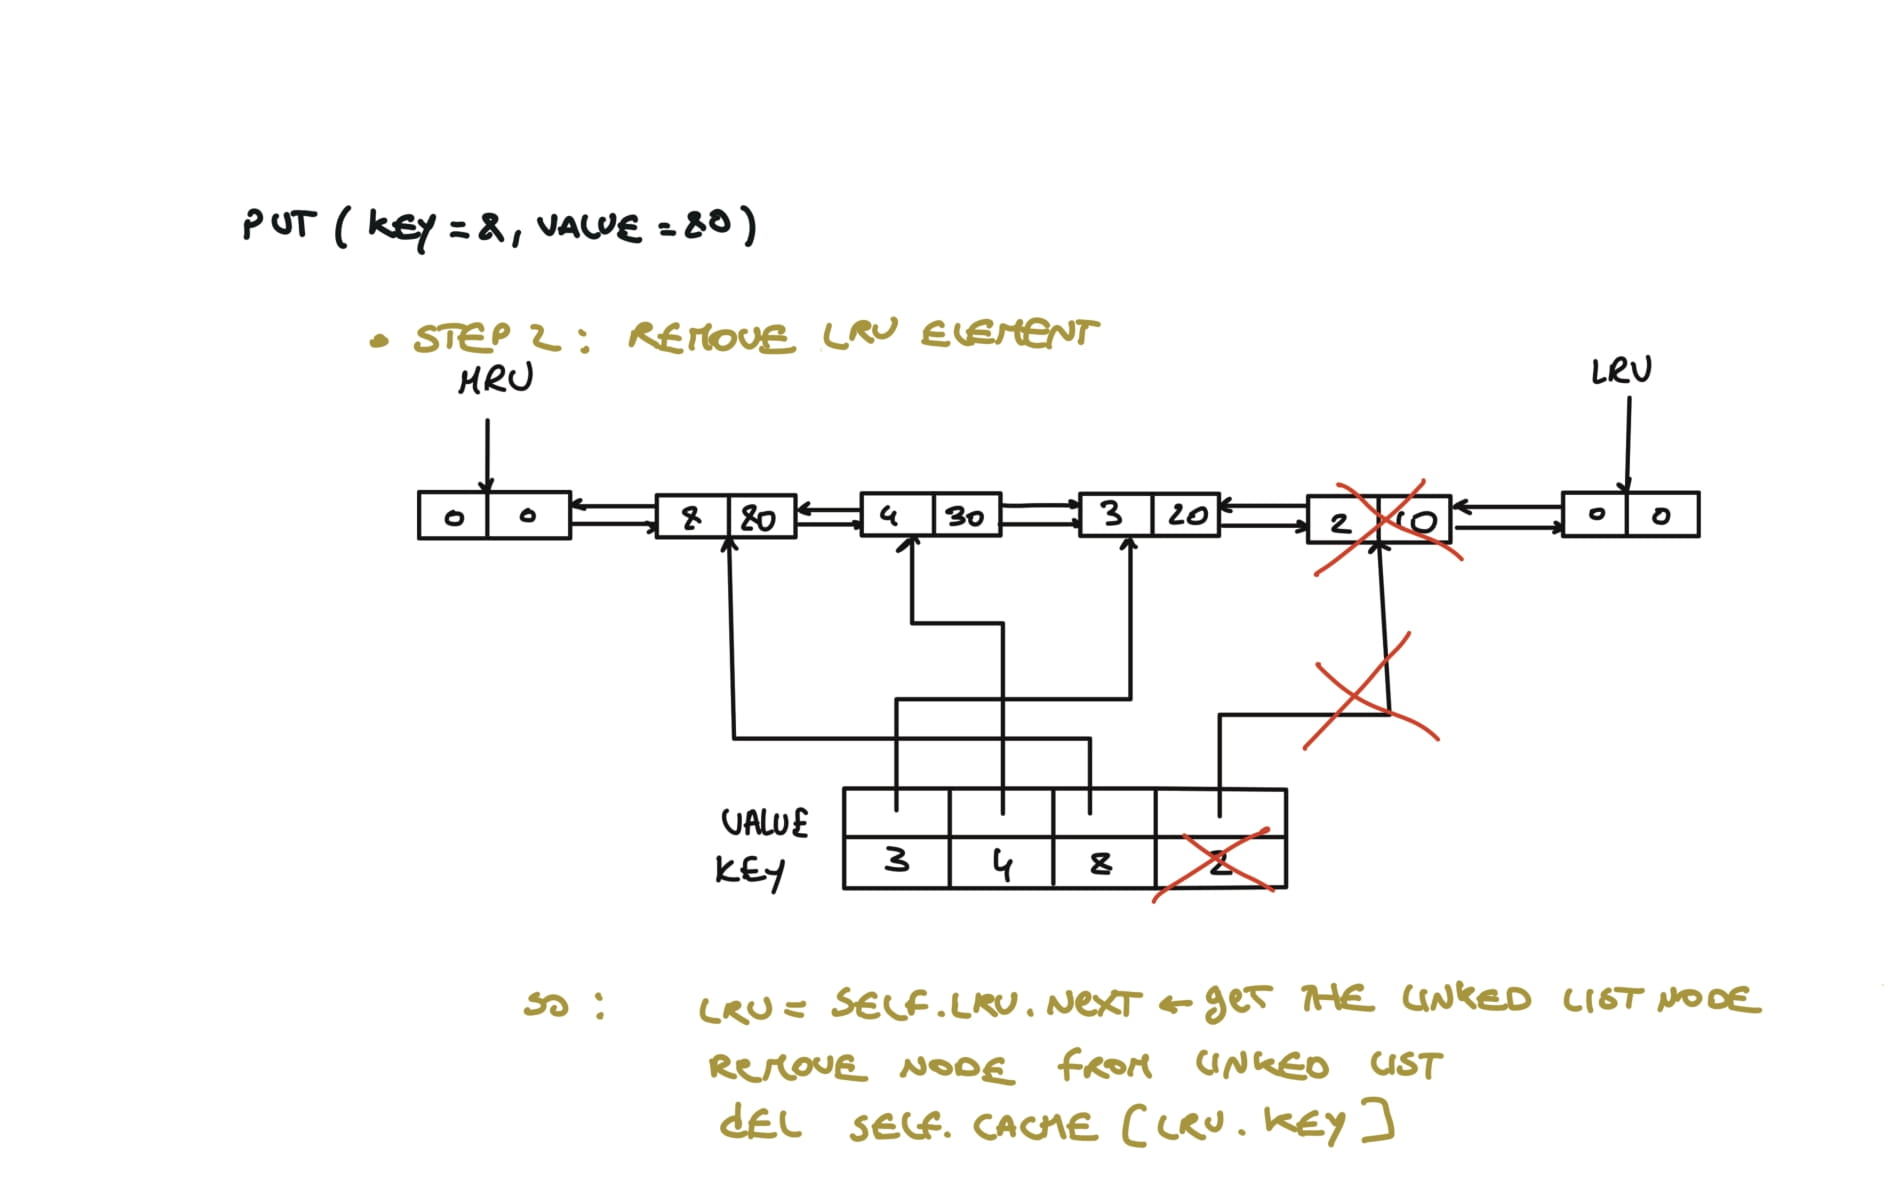 PUT ( KEY = 8, VALUE = 80 )
• STEP 2 : REMOVE LRU ELEMENT
MRU
LRU
0 0 8 80 4 30 3 20 2 10 0 0
VALUE
KEY 3 4 8 2
SO : LRU = SELF.LRU.NEXT ← GET THE LINKED LIST NODE
REMOVE NODE FROM LINKED LIST
DEL SELF.CACHE [LRU.KEY]